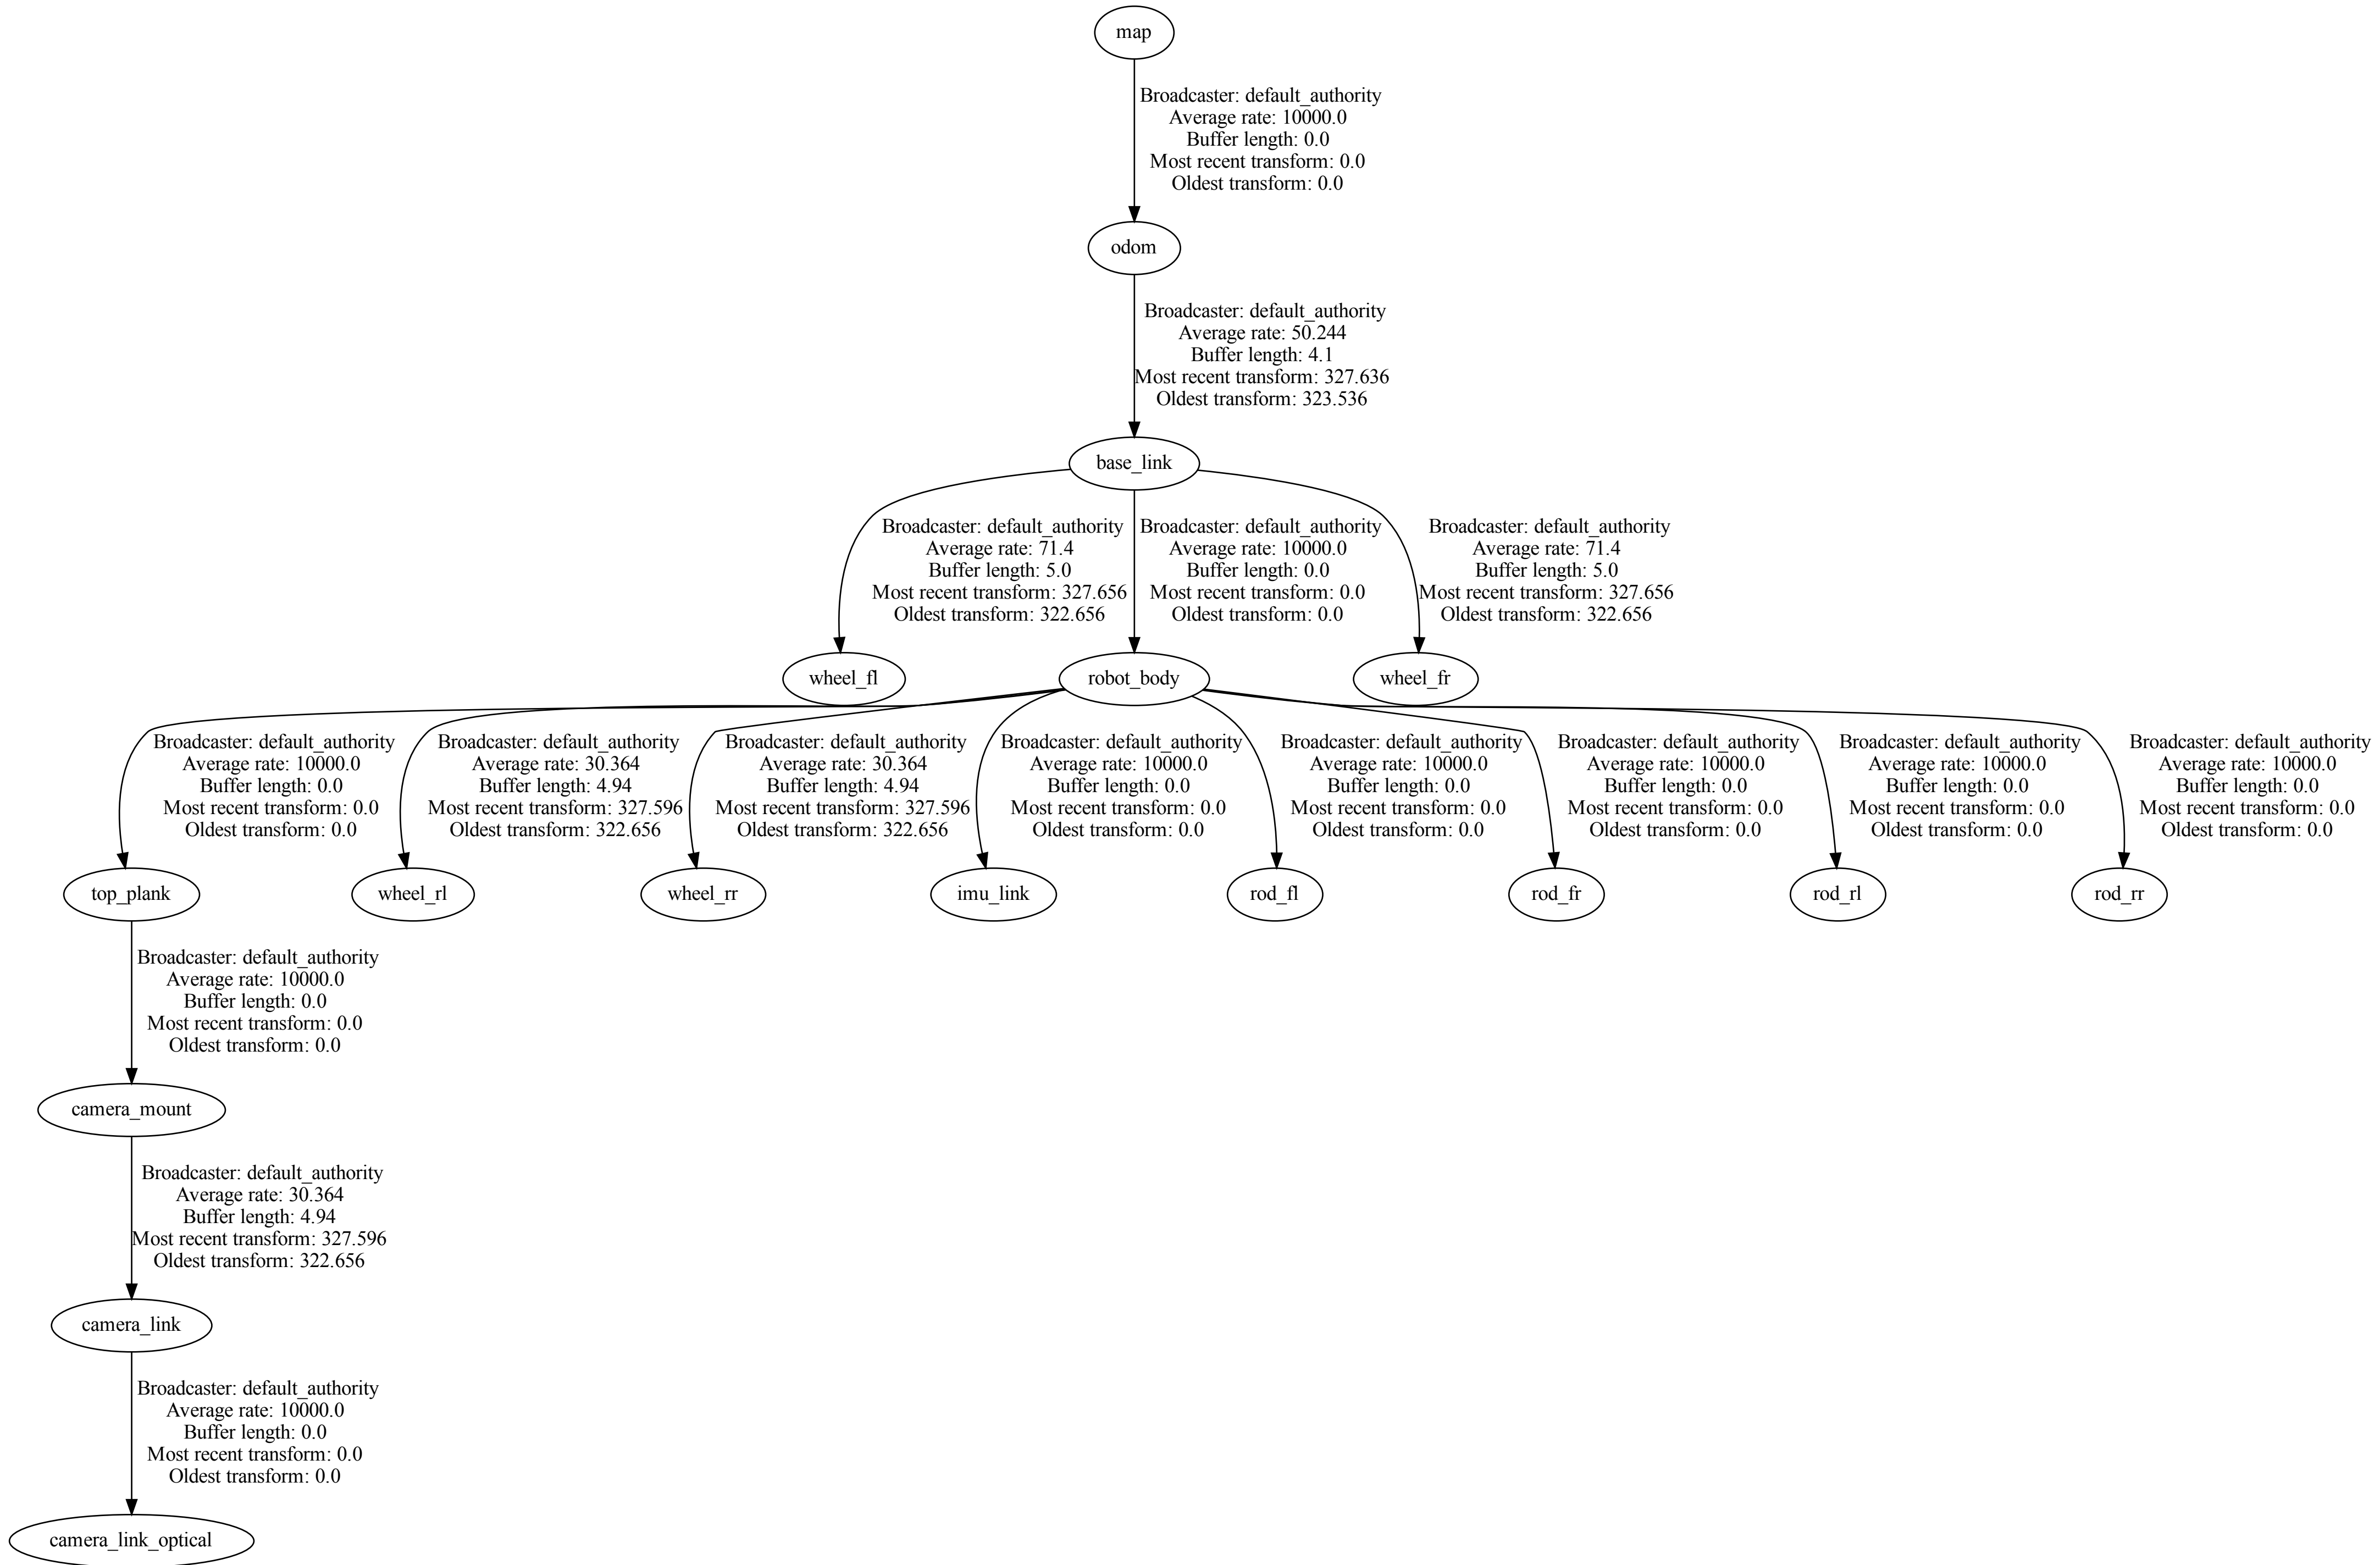 map
Broadcaster: default_authority
Average rate: 10000.0
Buffer length: 0.0
Most recent transform: 0.0
Oldest transform: 0.0
odom
Broadcaster: default_authority
Average rate: 50.244
Buffer length: 4.1
Most recent transform: 327.636
Oldest transform: 323.536
base_link
Broadcaster: default_authority
Average rate: 71.4
Buffer length: 5.0
Most recent transform: 327.656
Oldest transform: 322.656
Broadcaster: default_authority
Average rate: 10000.0
Buffer length: 0.0
Most recent transform: 0.0
Oldest transform: 0.0
Broadcaster: default_authority
Average rate: 71.4
Buffer length: 5.0
Most recent transform: 327.656
Oldest transform: 322.656
wheel_fl
robot_body
wheel_fr
Broadcaster: default_authority
Average rate: 10000.0
Buffer length: 0.0
Most recent transform: 0.0
Oldest transform: 0.0
Broadcaster: default_authority
Average rate: 30.364
Buffer length: 4.94
Most recent transform: 327.596
Oldest transform: 322.656
Broadcaster: default_authority
Average rate: 30.364
Buffer length: 4.94
Most recent transform: 327.596
Oldest transform: 322.656
Broadcaster: default_authority
Average rate: 10000.0
Buffer length: 0.0
Most recent transform: 0.0
Oldest transform: 0.0
Broadcaster: default_authority
Average rate: 10000.0
Buffer length: 0.0
Most recent transform: 0.0
Oldest transform: 0.0
Broadcaster: default_authority
Average rate: 10000.0
Buffer length: 0.0
Most recent transform: 0.0
Oldest transform: 0.0
Broadcaster: default_authority
Average rate: 10000.0
Buffer length: 0.0
Most recent transform: 0.0
Oldest transform: 0.0
Broadcaster: default_authority
Average rate: 10000.0
Buffer length: 0.0
Most recent transform: 0.0
Oldest transform: 0.0
top_plank
wheel_rl
wheel_rr
imu_link
rod_fl
rod_fr
rod_rl
rod_rr
Broadcaster: default_authority
Average rate: 10000.0
Buffer length: 0.0
Most recent transform: 0.0
Oldest transform: 0.0
camera_mount
Broadcaster: default_authority
Average rate: 30.364
Buffer length: 4.94
Most recent transform: 327.596
Oldest transform: 322.656
camera_link
Broadcaster: default_authority
Average rate: 10000.0
Buffer length: 0.0
Most recent transform: 0.0
Oldest transform: 0.0
camera_link_optical